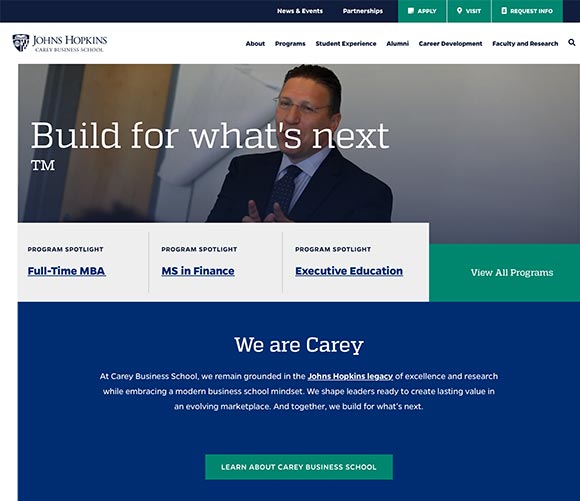 News & Events Partnerships APPLY VISIT REQUEST INFO
JOHNS HOPKINS
CAREY BUSINESS SCHOOL
About Programs Student Experience Alumni Career Development Faculty and Research
Build for what's next
TM
PROGRAM SPOTLIGHT PROGRAM SPOTLIGHT PROGRAM SPOTLIGHT
Full-Time MBA MS in Finance Executive Education
View All Programs
We are Carey
At Carey Business School, we remain grounded in the Johns Hopkins legacy of excellence and research
while embracing a modern business school mindset. We shape leaders ready to create lasting value in
an evolving marketplace. And together, we build for what's next.
LEARN ABOUT CAREY BUSINESS SCHOOL